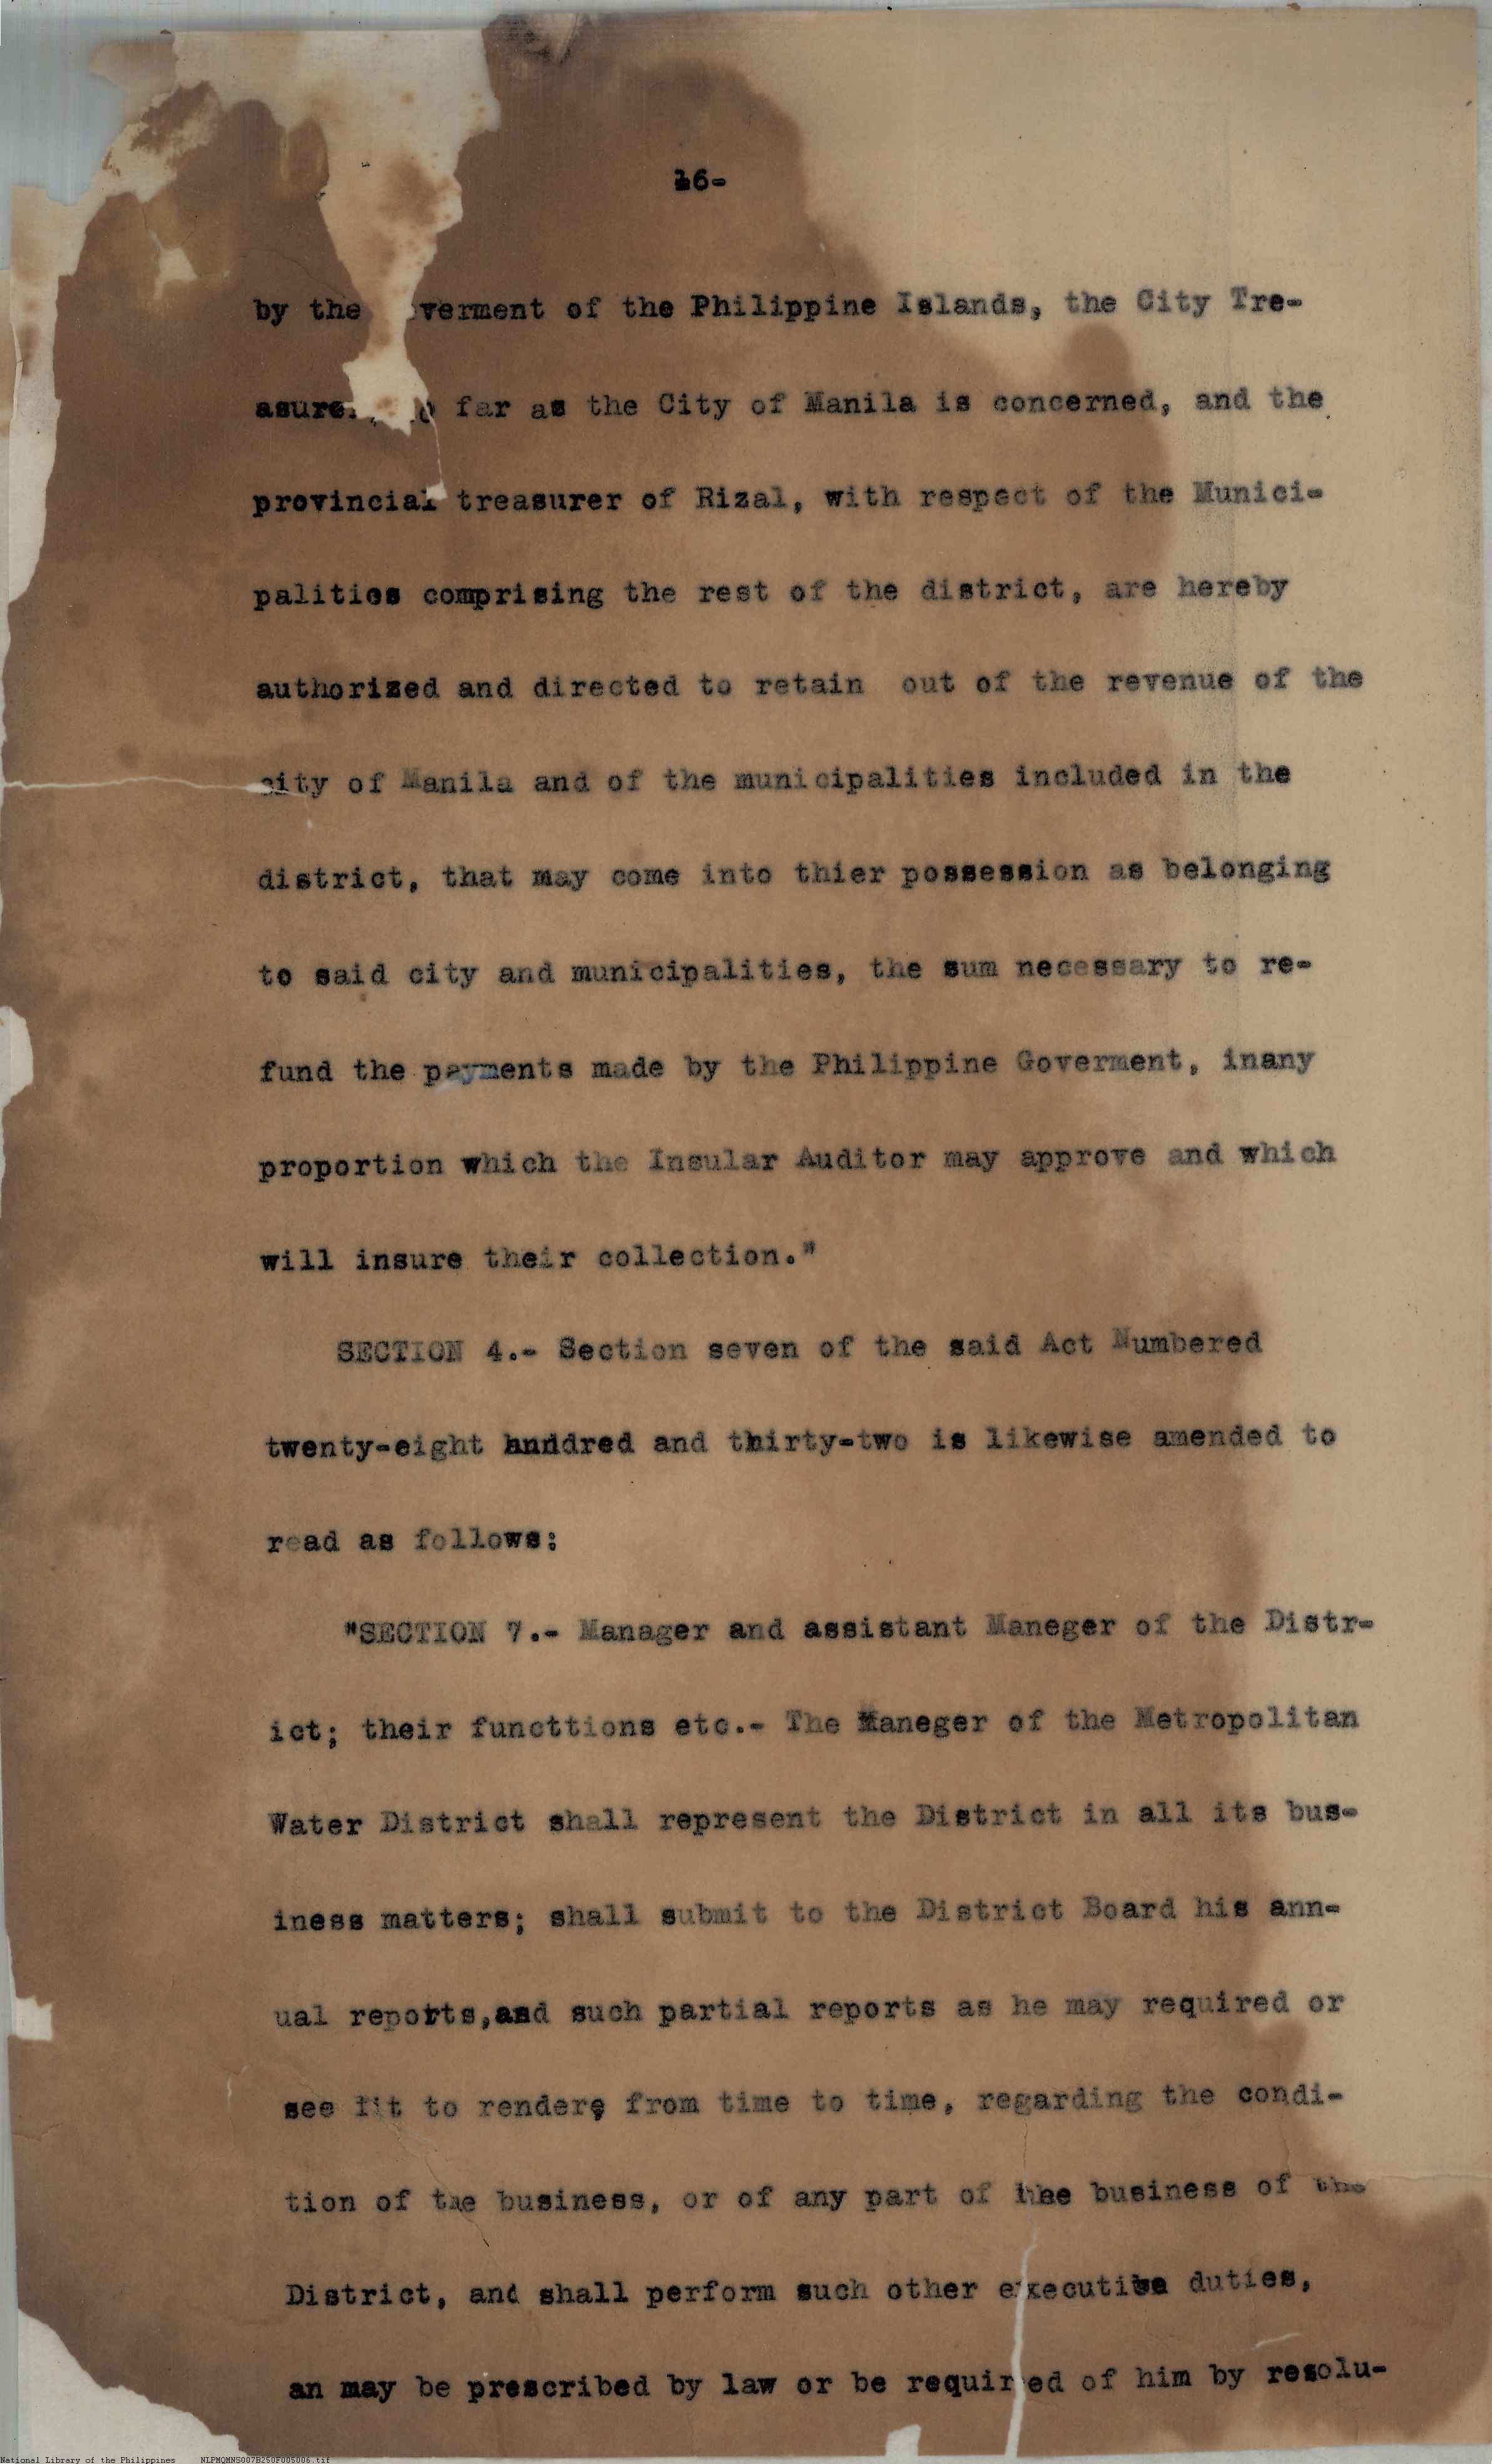 16-
by the verment of the Philippine Islands, the City Tre-
asure far as the City of Manila is concerned, and the
provincial treasurer of Rizal, with respect of the Munici-
palities comprising the rest of the district, are hereby
authorized and directed to retain out of the revenue of the
city of Manila and of the municipalities included in the
district, that may come into thier possession as belonging
to said city and municipalities, the sum necessary to re-
fund the payments made by the Philippine Goverment, inany
proportion which the Insular Auditor may approve and which
will insure their collection."
SECTION 4.- Section seven of the said Act Numbered
twenty-eight hundred and thirty-two is likewise amended to
read as follows:
"SECTION 7.- Manager and assistant Maneger of the Distr-
ict; their functtions etc.- The Maneger of the Metropolitan
Water District shall represent the District in all its bus-
iness matters; shall submit to the District Board his ann-
ual reports,and such partial reports as he may required or
see fit to render, from time to time, regarding the condi-
tion of the business, or of any part of the business of the
District, and shall perform such other executive duties,
an may be prescribed by law or be required of him by resolu-
National Library of the Philippines NLPMQMNS007B250F005006.tif